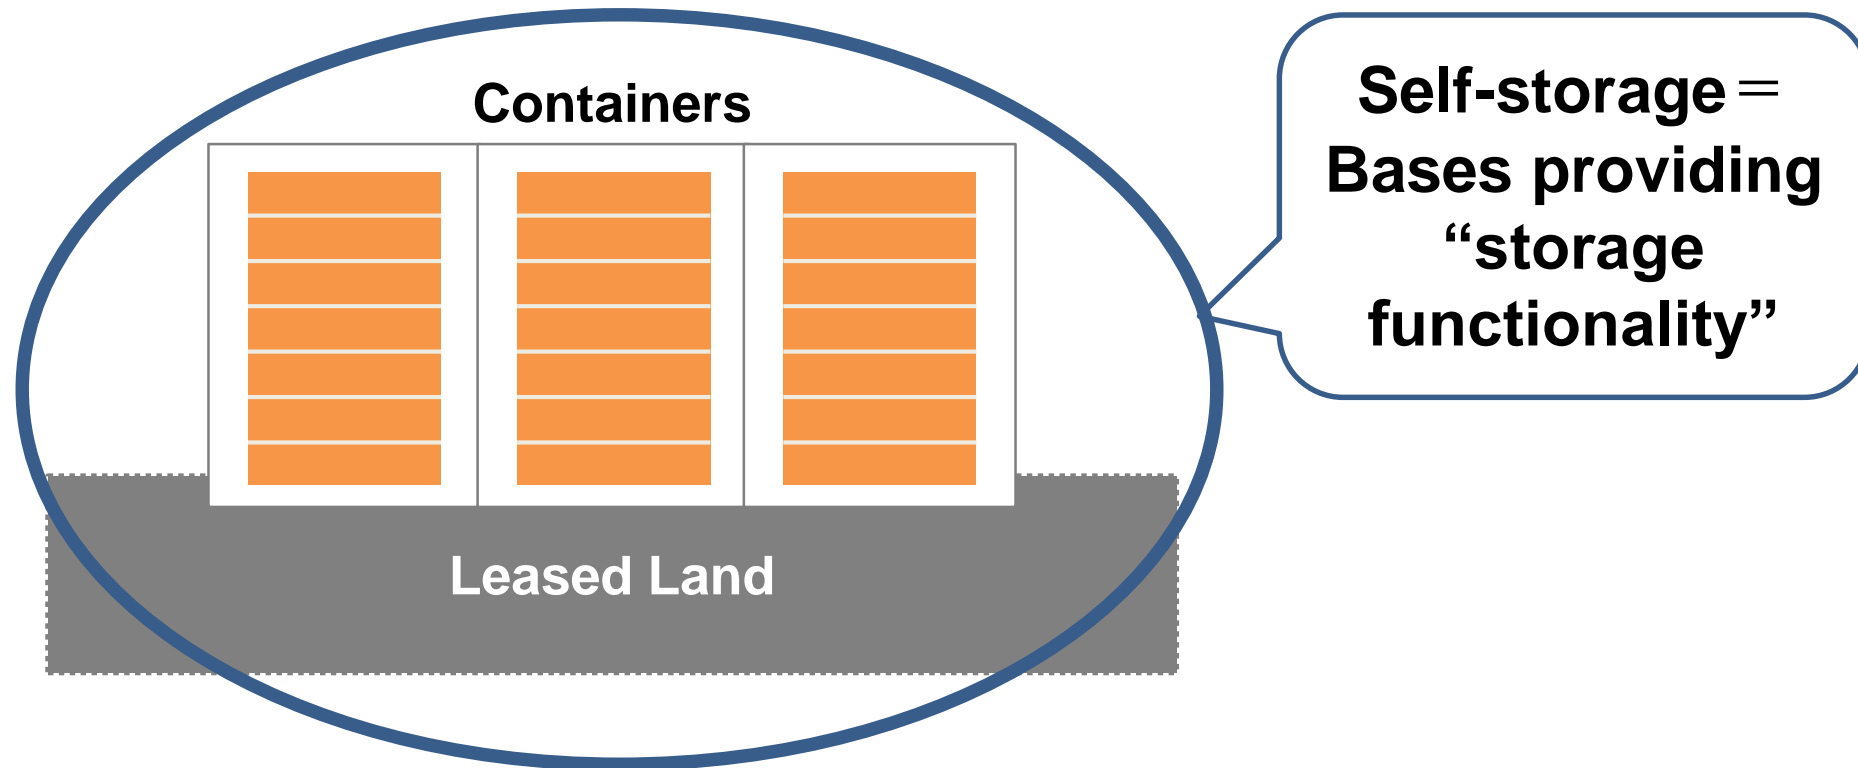 Containers
Leased Land
Self-storage＝
Bases providing
“storage
functionality”